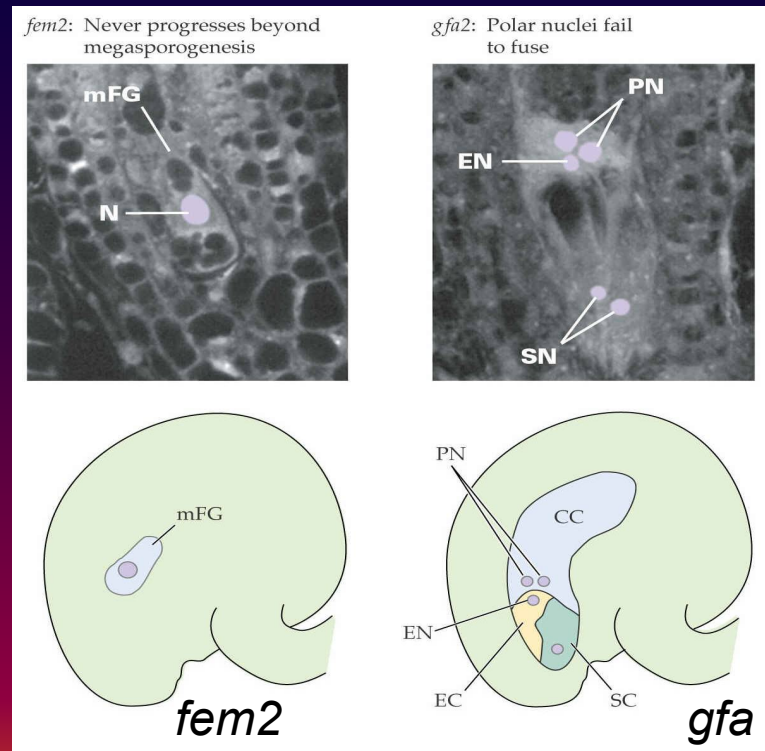 fem2: Never progresses beyond
megasporogenesis
mFG
N
gfa2: Polar nuclei fail
to fuse
PN
EN
SN
mFG
fem2
PN
CC
EN
EC
SC
gfa